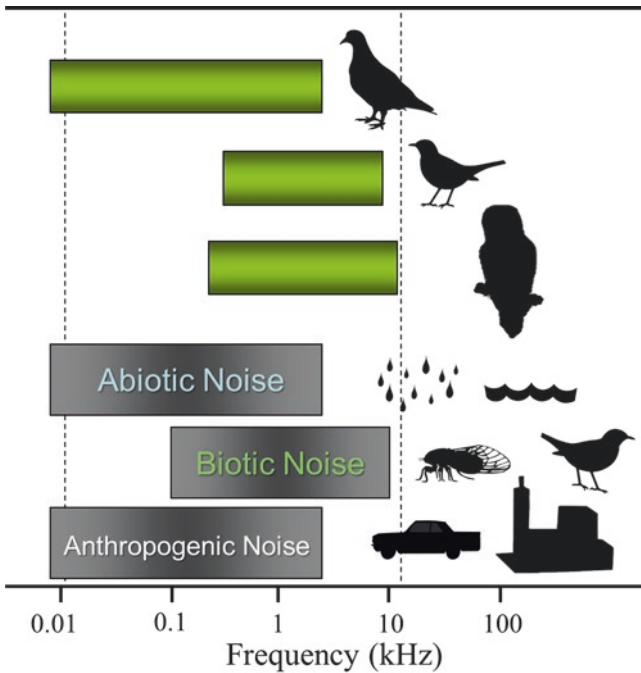 Abiotic Noise
Biotic Noise
Anthropogenic Noise
0.01 0.1 1 10 100
Frequency (kHz)